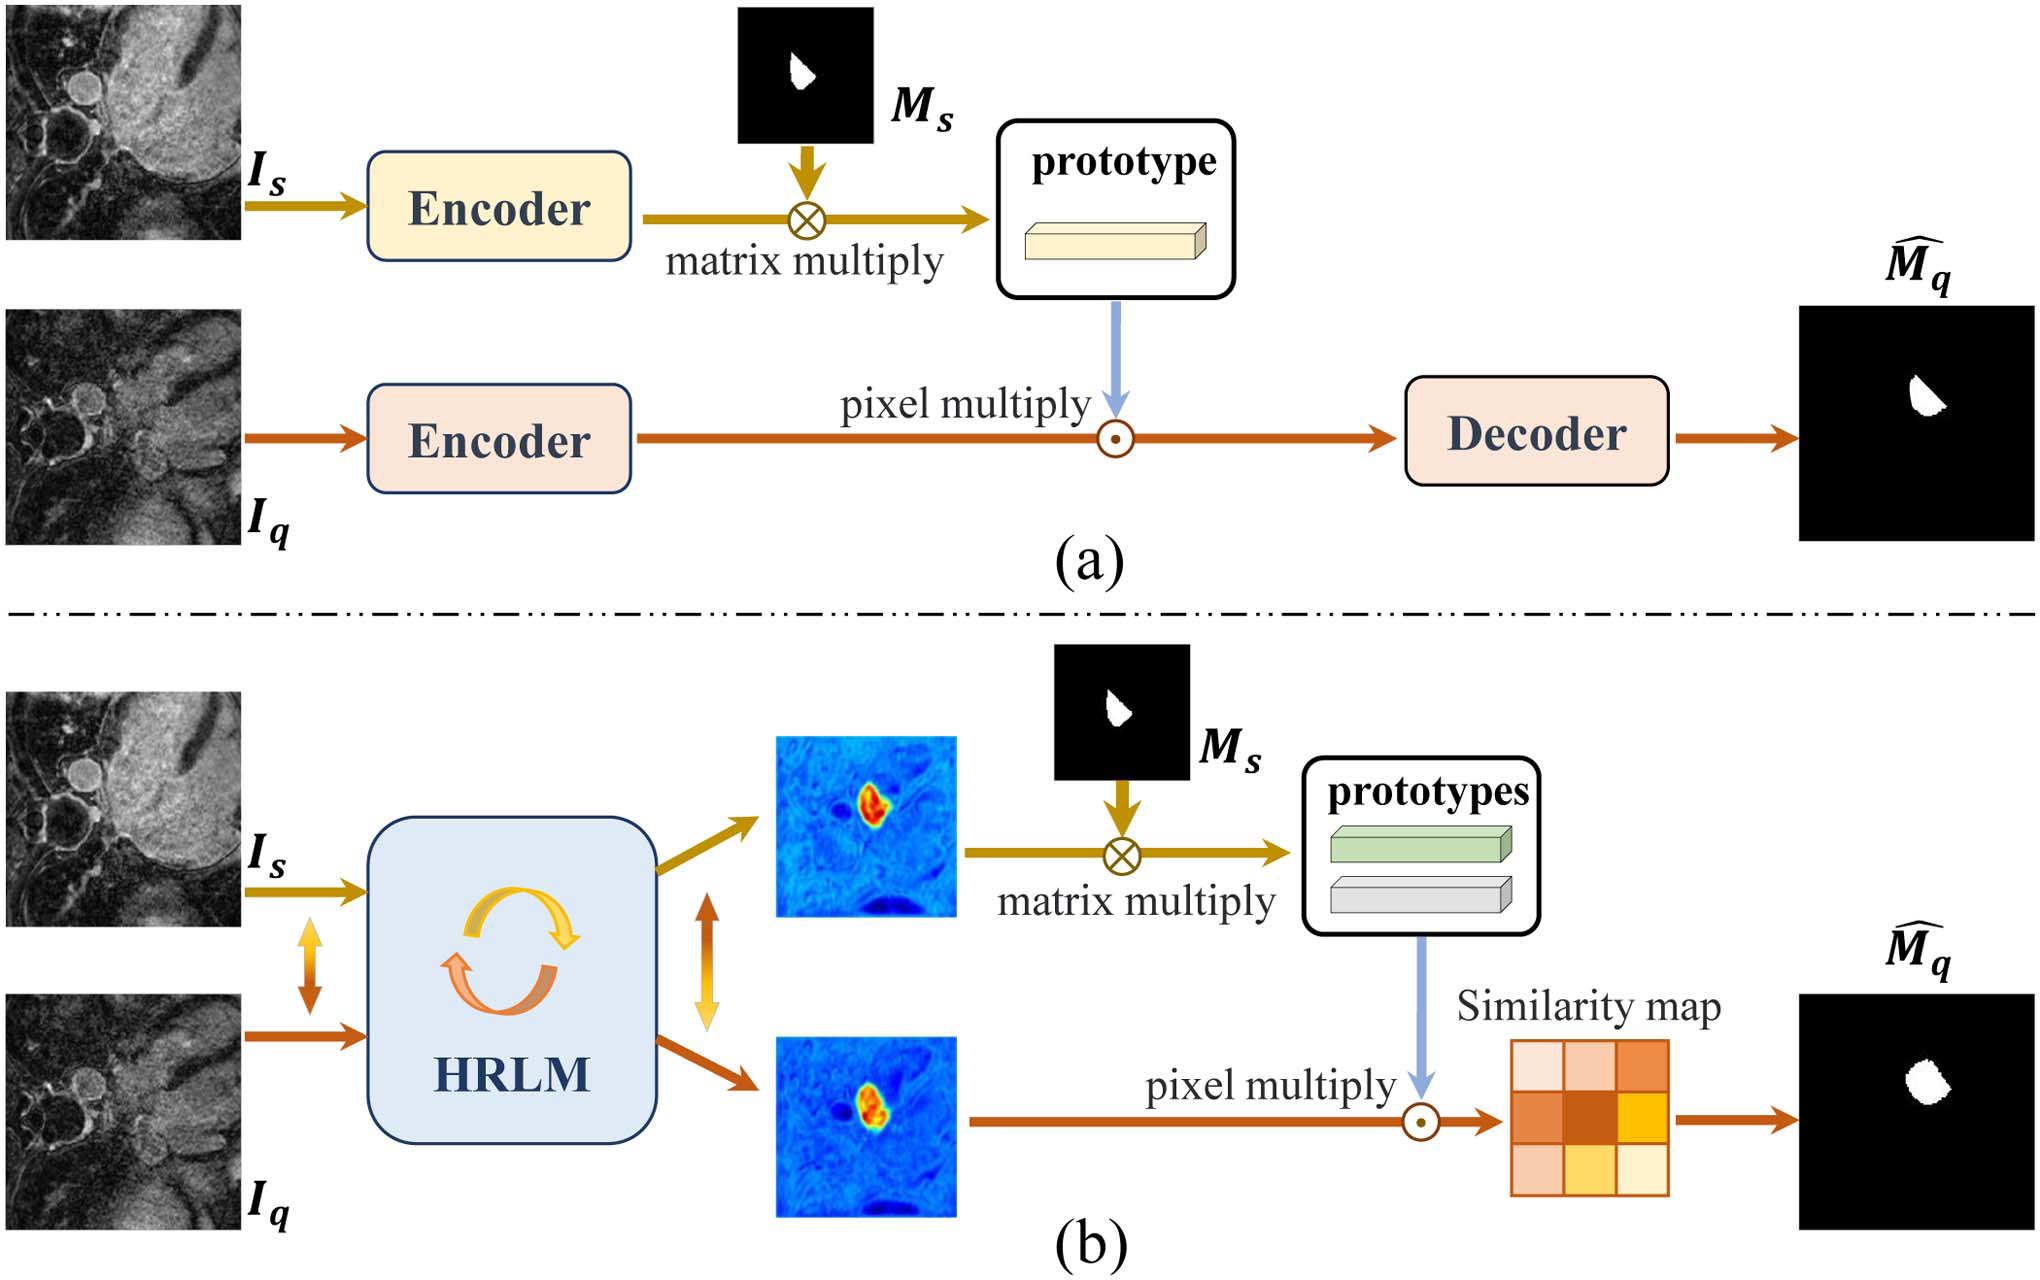 M_s
I_s
prototype
Encoder
matrix multiply
\widehat{M_q}
pixel multiply
Encoder
Decoder
I_q
(a)
M_s
prototypes
I_s
matrix multiply
\widehat{M_q}
Similarity map
HRLM
pixel multiply
I_q
(b)